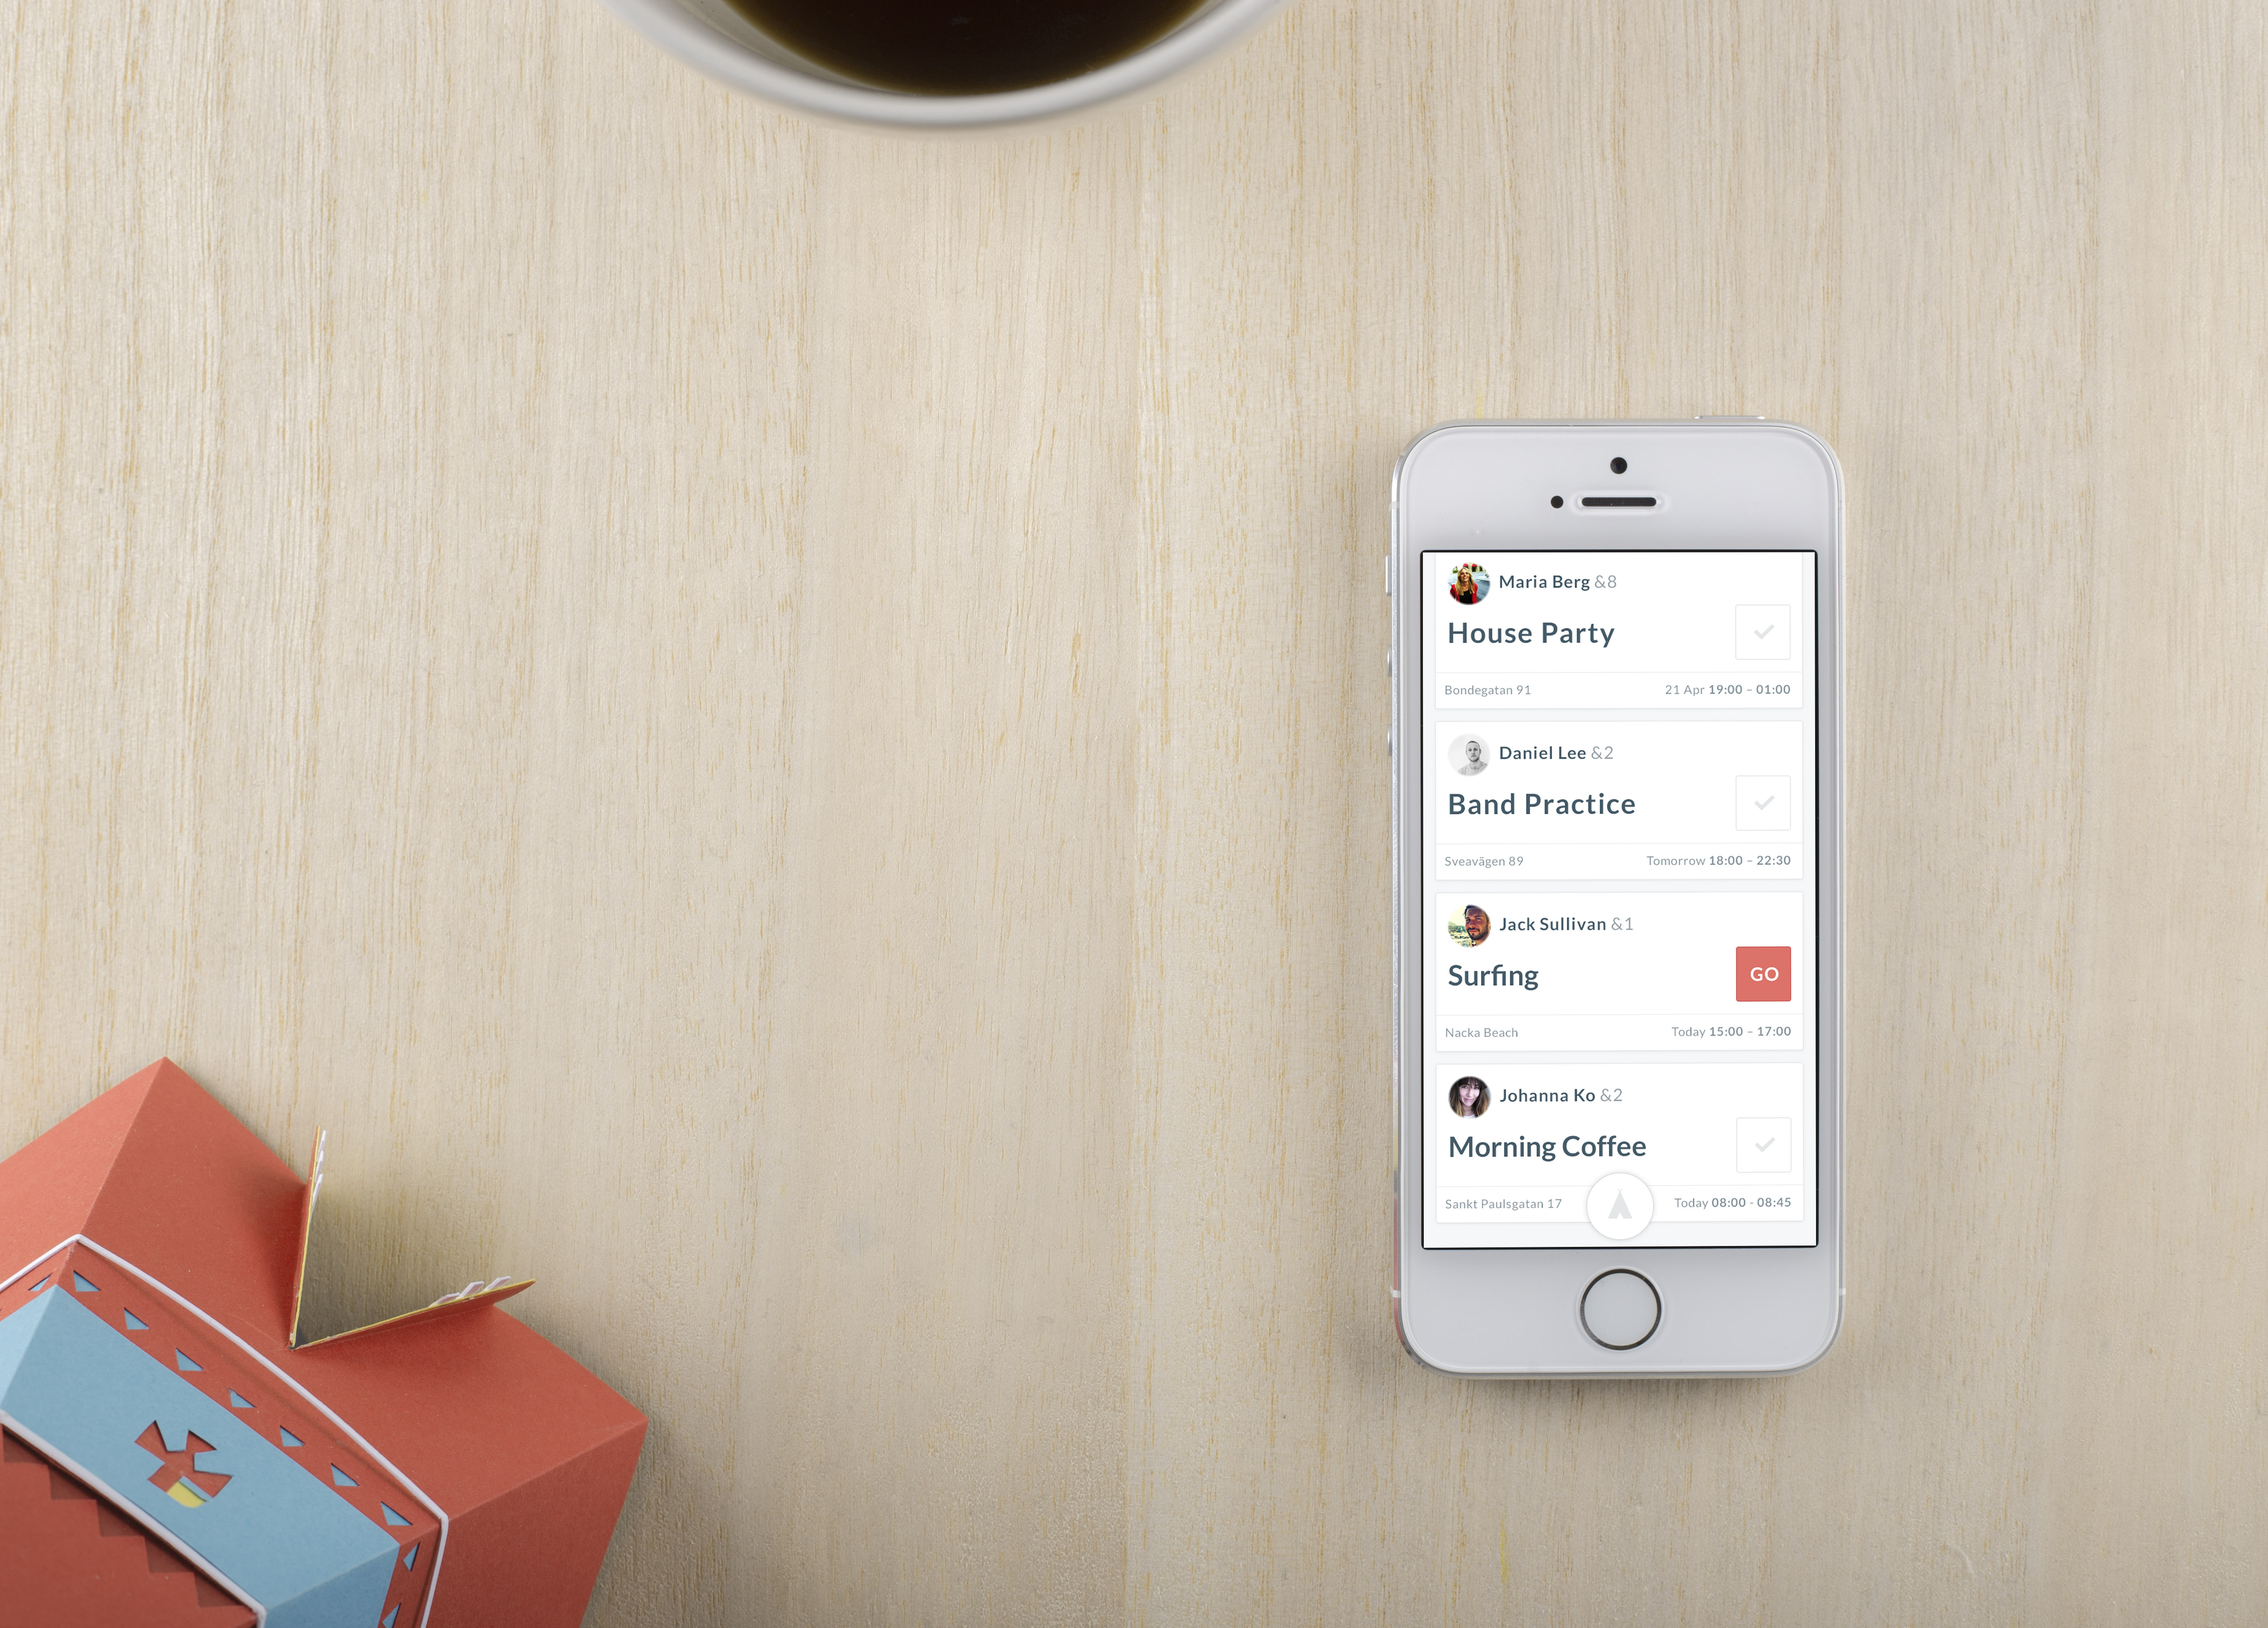 Maria Berg &8
House Party
Bondegatan 91 21 Apr 19:00 – 01:00
Daniel Lee &2
Band Practice
Sveavägen 89 Tomorrow 18:00 – 22:30
Jack Sullivan &1
Surfing GO
Nacka Beach Today 15:00 – 17:00
Johanna Ko &2
Morning Coffee
Sankt Paulsgatan 17 Today 08:00 - 08:45